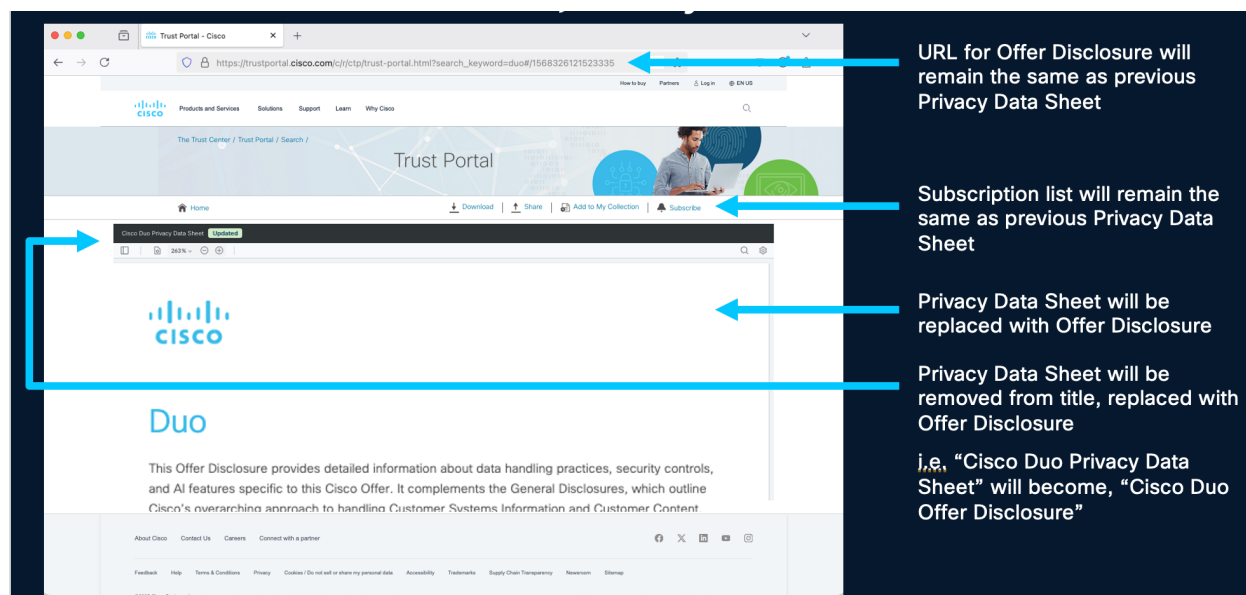 Trust Portal - Cisco
https://trustportal.cisco.com/c/r/ctp/trust-portal.html?search_keyword=duo#/1568326121523335
How to buy Partners Log in EN US
CISCO
Products and Services Solutions Support Learn Why Cisco
The Trust Center / Trust Portal / Search /
Trust Portal
Home
Download | Share | Add to My Collection | Subscribe
Cisco Duo Privacy Data Sheet Updated
263%
CISCO
Duo
This Offer Disclosure provides detailed information about data handling practices, security controls,
and AI features specific to this Cisco Offer. It complements the General Disclosures, which outline
Cisco's overarching approach to handling Customer Systems Information and Customer Content.
About Cisco Contact Us Careers Connect with a partner
Feedback Help Terms & Conditions Privacy Cookies / Do not sell or share my personal data Accessibility Trademarks Supply Chain Transparency Newsroom Sitemap
URL for Offer Disclosure will
remain the same as previous
Privacy Data Sheet
Subscription list will remain the
same as previous Privacy Data
Sheet
Privacy Data Sheet will be
replaced with Offer Disclosure
Privacy Data Sheet will be
removed from title, replaced with
Offer Disclosure
i.e. “Cisco Duo Privacy Data
Sheet” will become, “Cisco Duo
Offer Disclosure”